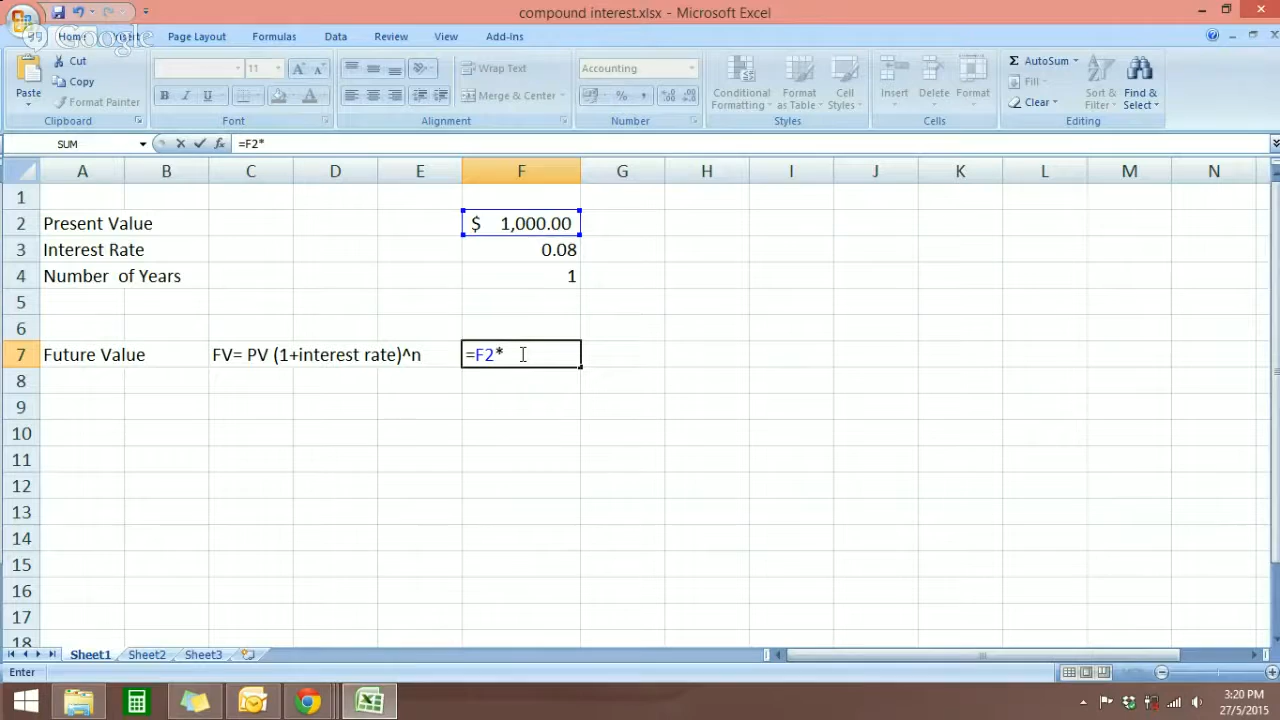 compound interest.xlsx - Microsoft Excel
Google
Home Insert Page Layout Formulas Data Review View Add-Ins
Paste
Cut
Copy
Format Painter
Clipboard
11
B I U A
Font
Wrap Text
Merge & Center
Alignment
Accounting
%
Number
Conditional Formatting
Format as Table
Cell Styles
Styles
Insert Delete Format
Cells
Σ AutoSum
Fill
Clear
Sort & Filter
Find & Select
Editing
SUM fx =F2*
A B C D E F G H I J K L M N
1
2 Present Value $ 1,000.00
3 Interest Rate 0.08
4 Number of Years 1
5
6
7 Future Value FV= PV (1+interest rate)^n =F2*
8
9
10
11
12
13
14
15
16
17
18
Sheet1 Sheet2 Sheet3
Enter
3:20 PM
27/5/2015